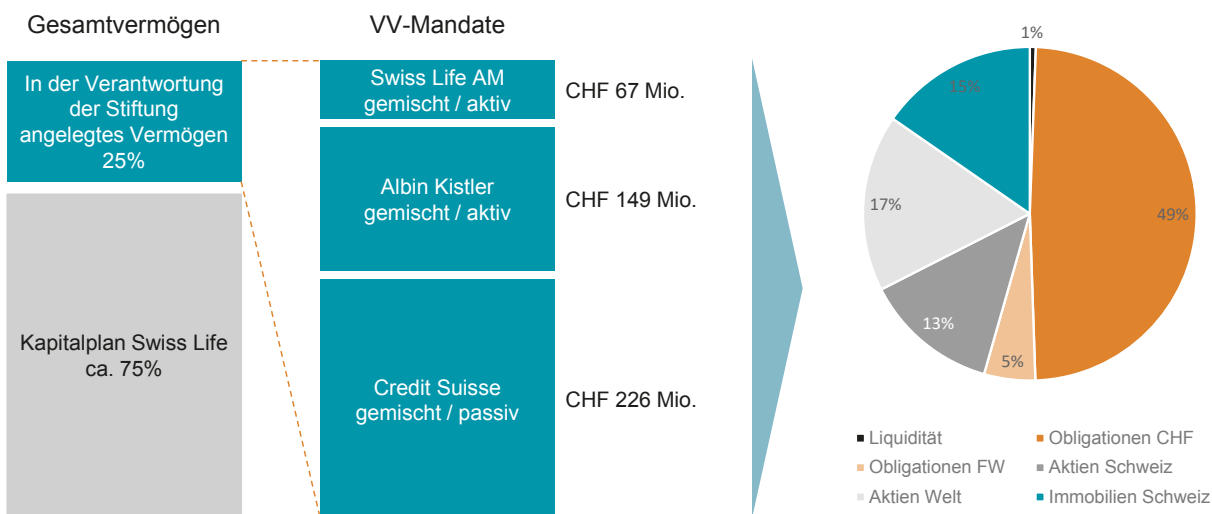 Gesamtvermögen
In der Verantwortung
der Stiftung
angelegtes Vermögen
25%
Kapitalplan Swiss Life
ca. 75%
VV-Mandate
Swiss Life AM
gemischt / aktiv
CHF 67 Mio.
Albin Kistler
gemischt / aktiv
CHF 149 Mio.
Credit Suisse
gemischt / passiv
CHF 226 Mio.
1%
15%
17%
49%
13%
5%
Liquidität
Obligationen CHF
Obligationen FW
Aktien Schweiz
Aktien Welt
Immobilien Schweiz